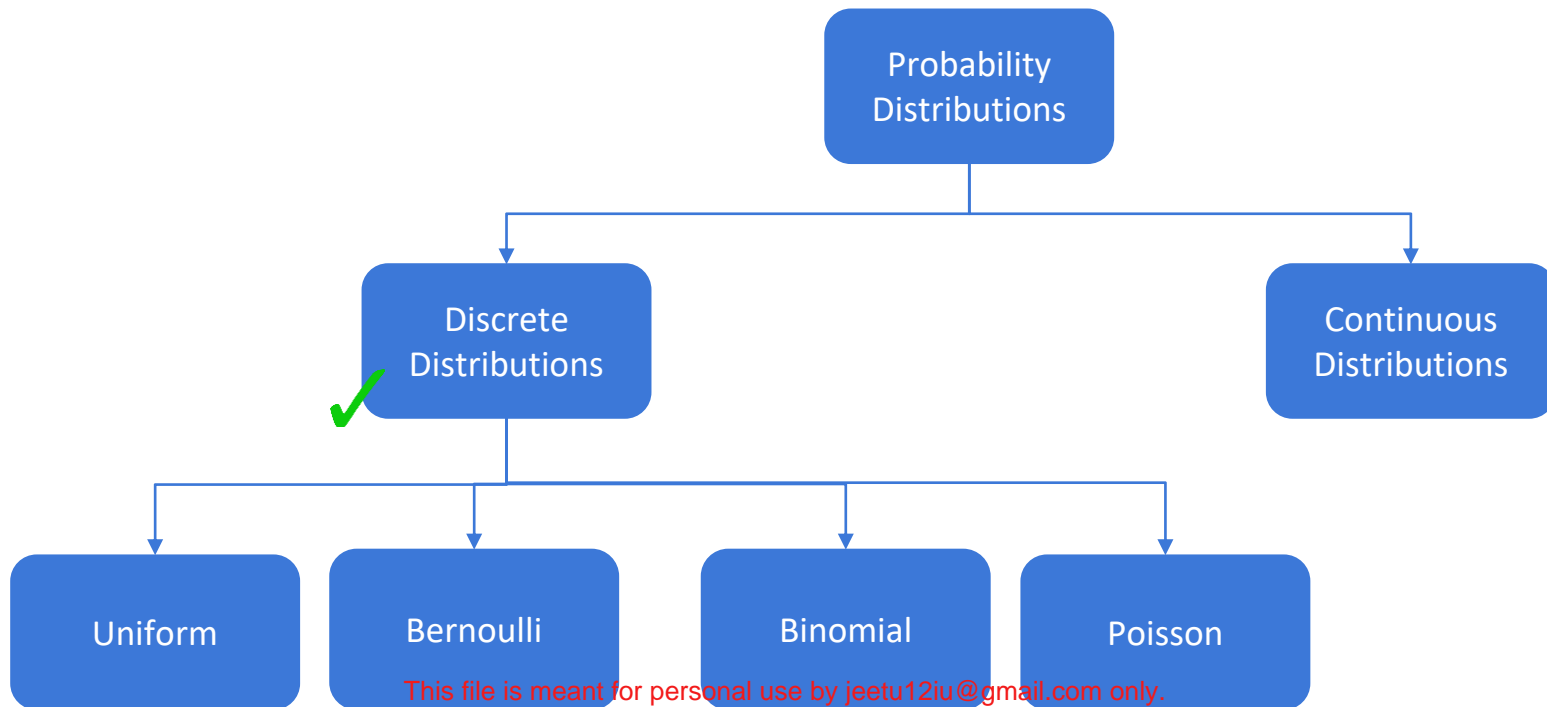 Probability
Distributions
Discrete
Distributions
Continuous
Distributions
Uniform
Bernoulli
Binomial
Poisson
This file is meant for personal use by jeetu12iu@gmail.com only.